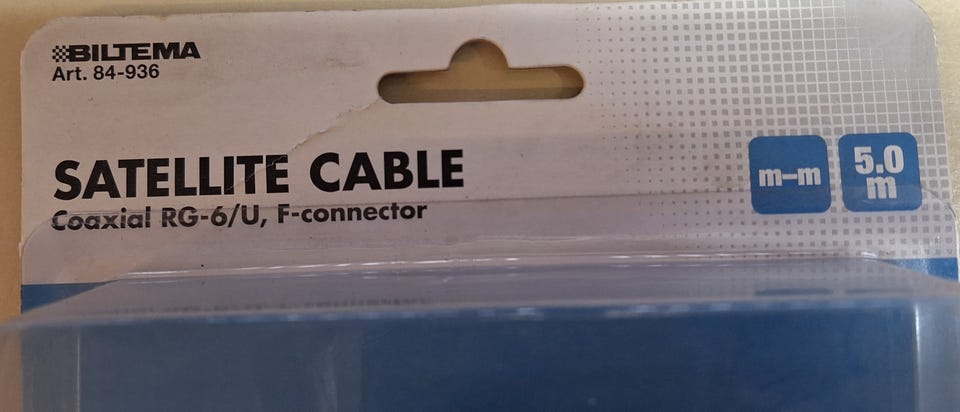 BILTEMA
Art. 84-936
SATELLITE CABLE
Coaxial RG-6/U, F-connector
m–m
5.0
m